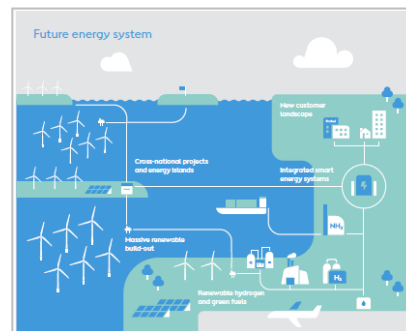 Future energy system
New customer
landscape
Cross-national projects
and energy islands
Integrated smart
energy systems
NH₃
Massive renewable
build-out
H₂
Renewable hydrogen
and green fuels